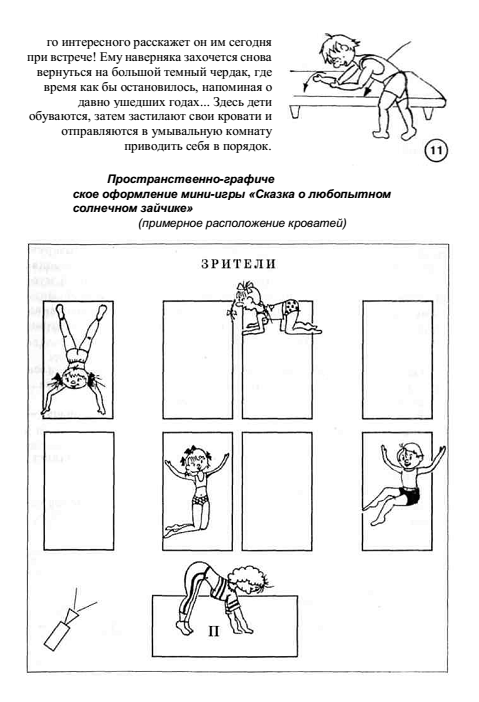 го интересного расскажет он им сегодня
при встрече! Ему наверняка захочется снова
вернуться на большой темный чердак, где
время как бы остановилось, напоминая о
давно ушедших годах... Здесь дети
обуваются, затем застилают свои кровати и
отправляются в умывальную комнату
приводить себя в порядок.
11
Пространственно-графиче
ское оформление мини-игры «Сказка о любопытном
солнечном зайчике»
(примерное расположение кроватей)
ЗРИТЕЛИ
П